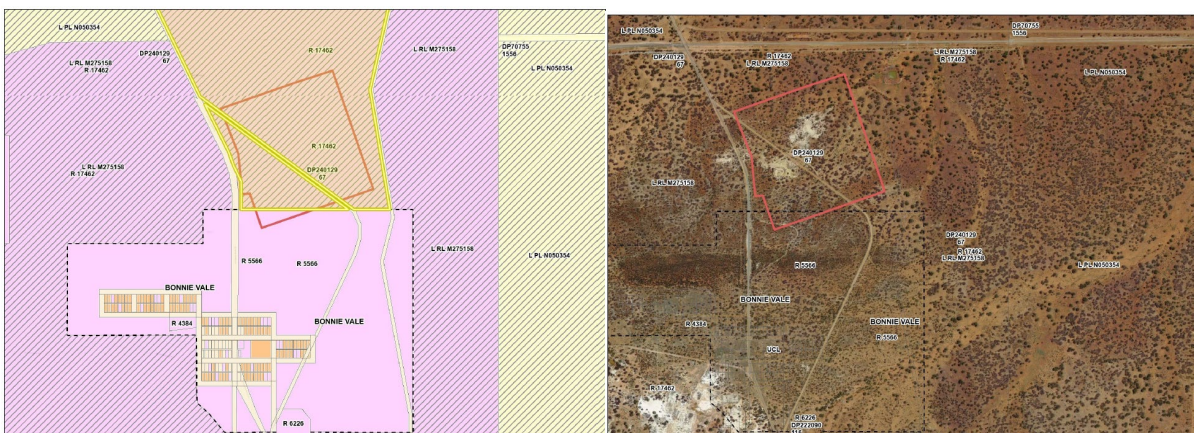 L PL N050354
R 17462
L RL M275158
DP240129
67
L RL M275158
R 17462
DP70755
1556
L PL N050354
R 17462
DP240129
67
L RL M275158
R 17462
L RL M275158
L PL N050354
R 5566
R 5566
BONNIE VALE
R 4384
BONNIE VALE
R 6226
L PL N050354
DP70755
1556
DP240129
67
R 17462
L RL M275158
L RL M275158
R 17462
L PL N050354
DP240129
67
L RL M275158
DP240129
67
R 17462
L RL M275158
L PL N050354
R 5566
BONNIE VALE
R 4384
BONNIE VALE
R 5566
UCL
R 17462
R 6226
DP222090